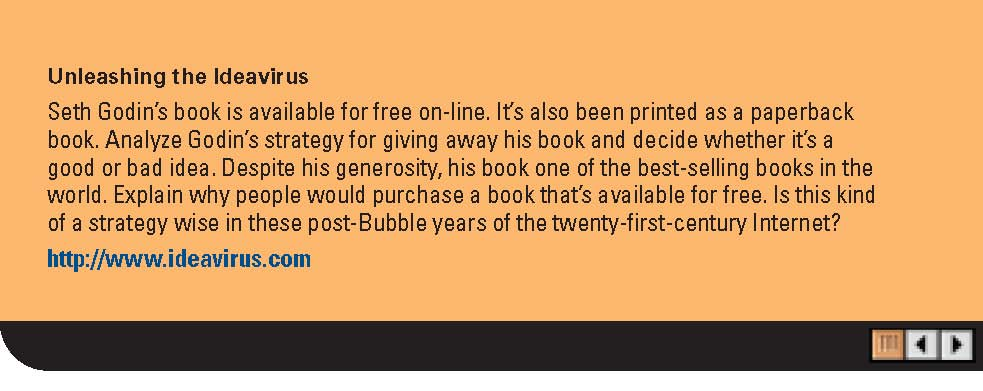 Unleashing the Ideavirus
Seth Godin’s book is available for free on-line. It’s also been printed as a paperback
book. Analyze Godin’s strategy for giving away his book and decide whether it’s a
good or bad idea. Despite his generosity, his book one of the best-selling books in the
world. Explain why people would purchase a book that’s available for free. Is this kind
of a strategy wise in these post-Bubble years of the twenty-first-century Internet?
http://www.ideavirus.com